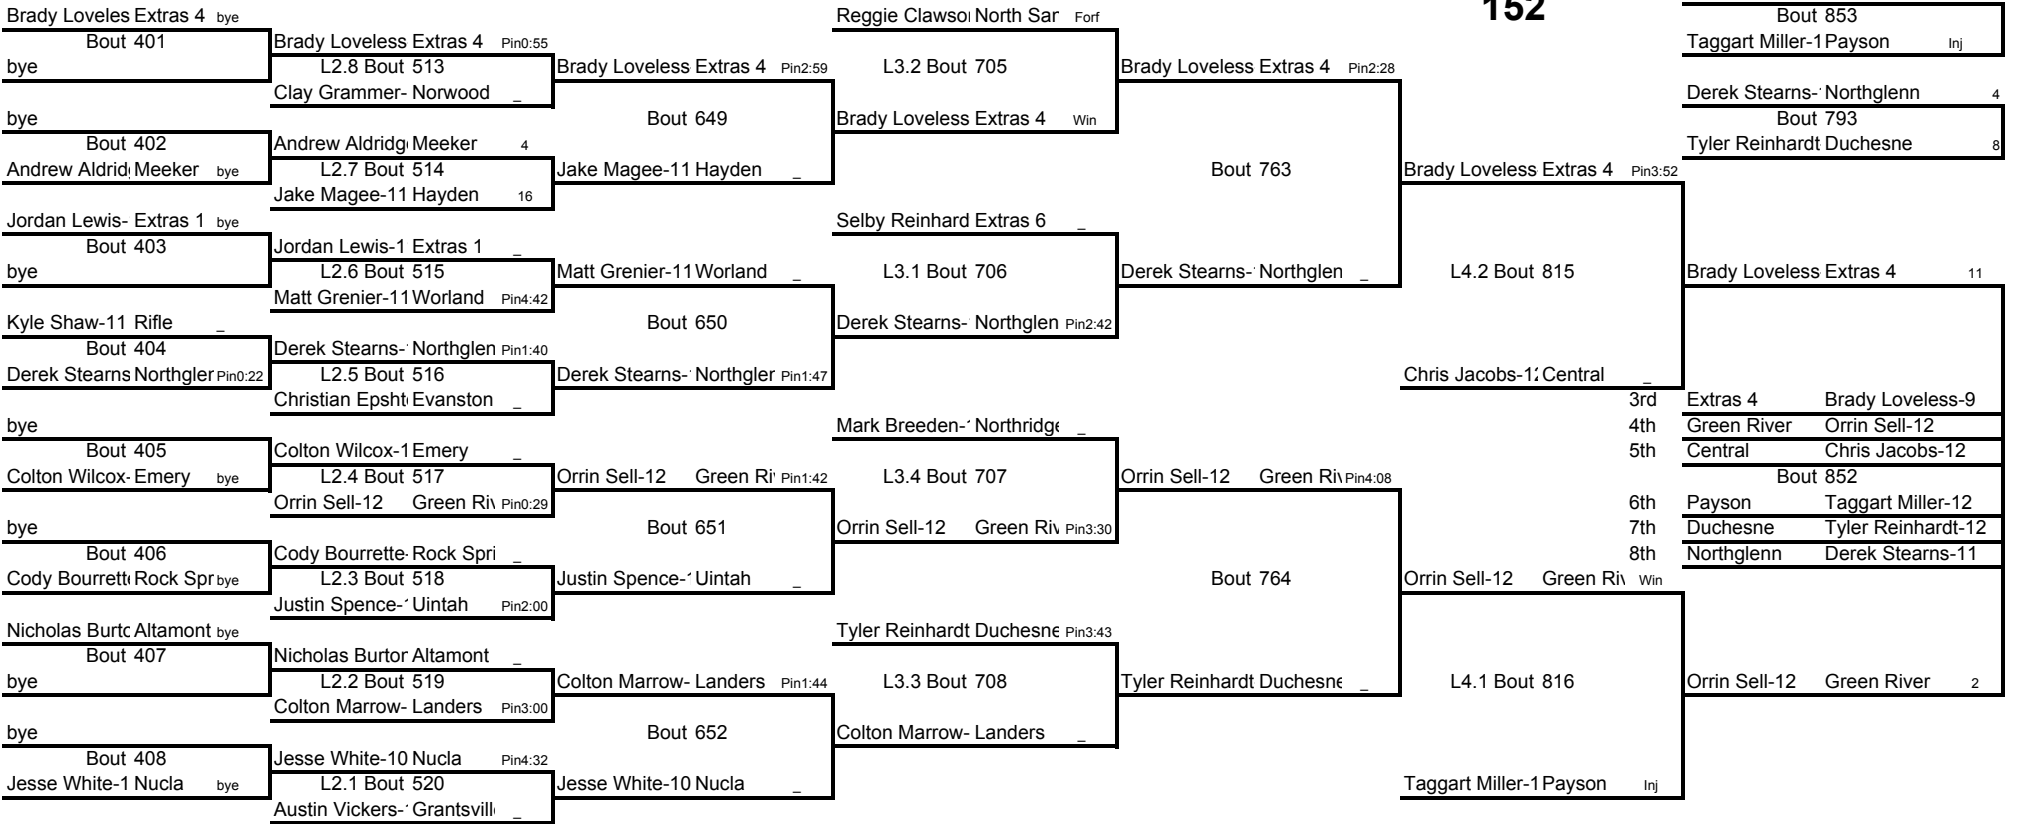 152
Brady Loveles Extras 4 bye
Bout 401
bye
bye
Bout 402
Andrew Aldrid Meeker bye
Jordan Lewis- Extras 1 bye
Bout 403
bye
Kyle Shaw-11 Rifle _
Bout 404
Derek Stearns Northgler Pin0:22
bye
Bout 405
Colton Wilcox- Emery bye
bye
Bout 406
Cody Bourrett Rock Spr bye
Nicholas Burtc Altamont bye
Bout 407
bye
bye
Bout 408
Jesse White-1 Nucla bye
Brady Loveless Extras 4 Pin0:55
L2.8 Bout 513
Clay Grammer- Norwood _
Andrew Aldridg Meeker 4
L2.7 Bout 514
Jake Magee-11 Hayden 16
Jordan Lewis-1 Extras 1 _
L2.6 Bout 515
Matt Grenier-11 Worland Pin4:42
Derek Stearns- Northglen Pin1:40
L2.5 Bout 516
Christian Epsht Evanston _
Colton Wilcox-1 Emery _
L2.4 Bout 517
Orrin Sell-12 Green Riv Pin0:29
Cody Bourrette- Rock Spri _
L2.3 Bout 518
Justin Spence- Uintah Pin2:00
Nicholas Burtor Altamont _
L2.2 Bout 519
Colton Marrow- Landers Pin3:00
Jesse White-10 Nucla Pin4:32
L2.1 Bout 520
Austin Vickers- Grantsvill _
Brady Loveless Extras 4 Pin2:59
Bout 649
Jake Magee-11 Hayden _
Matt Grenier-11 Worland _
Bout 650
Derek Stearns- Northgler Pin1:47
Orrin Sell-12 Green Ri Pin1:42
Bout 651
Justin Spence- Uintah _
Colton Marrow- Landers Pin1:44
Bout 652
Jesse White-10 Nucla _
Reggie Clawso North Sar Forf
L3.2 Bout 705
Brady Loveless Extras 4 Win
Selby Reinhard Extras 6 _
L3.1 Bout 706
Derek Stearns- Northglen Pin2:42
Mark Breeden- Northridge _
L3.4 Bout 707
Orrin Sell-12 Green Riv Pin3:30
Tyler Reinhardt Duchesne Pin3:43
L3.3 Bout 708
Colton Marrow- Landers _
Brady Loveless Extras 4 Pin2:28
Bout 763
Derek Stearns- Northglen _
Orrin Sell-12 Green Riv Pin4:08
Bout 764
Tyler Reinhardt Duchesne _
Brady Loveless Extras 4 Pin3:52
L4.2 Bout 815
Chris Jacobs-12 Central _
Orrin Sell-12 Green Riv Win
L4.1 Bout 816
Taggart Miller-1 Payson Inj
Bout 853
Taggart Miller-1 Payson Inj
Derek Stearns- Northglenn 4
Bout 793
Tyler Reinhardt Duchesne 8
Brady Loveless Extras 4 11
3rd Extras 4 Brady Loveless-9
4th Green River Orrin Sell-12
5th Central Chris Jacobs-12
Bout 852
6th Payson Taggart Miller-12
7th Duchesne Tyler Reinhardt-12
8th Northglenn Derek Stearns-11
Orrin Sell-12 Green River 2